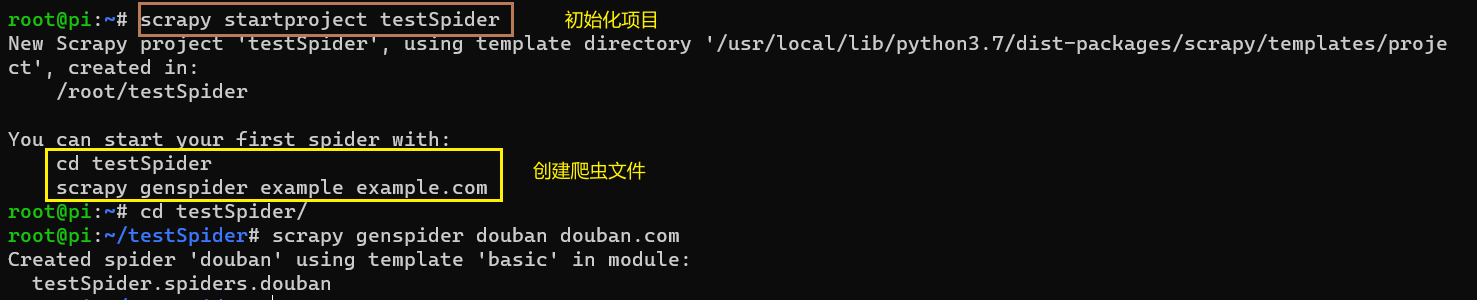 root@pi:~# scrapy startproject testSpider 初始化项目
New Scrapy project 'testSpider', using template directory '/usr/local/lib/python3.7/dist-packages/scrapy/templates/proje
ct', created in:
    /root/testSpider
You can start your first spider with:
    cd testSpider
创建爬虫文件
    scrapy genspider example example.com
root@pi:~# cd testSpider/
root@pi:~/testSpider# scrapy genspider douban douban.com
Created spider 'douban' using template 'basic' in module:
  testSpider.spiders.douban